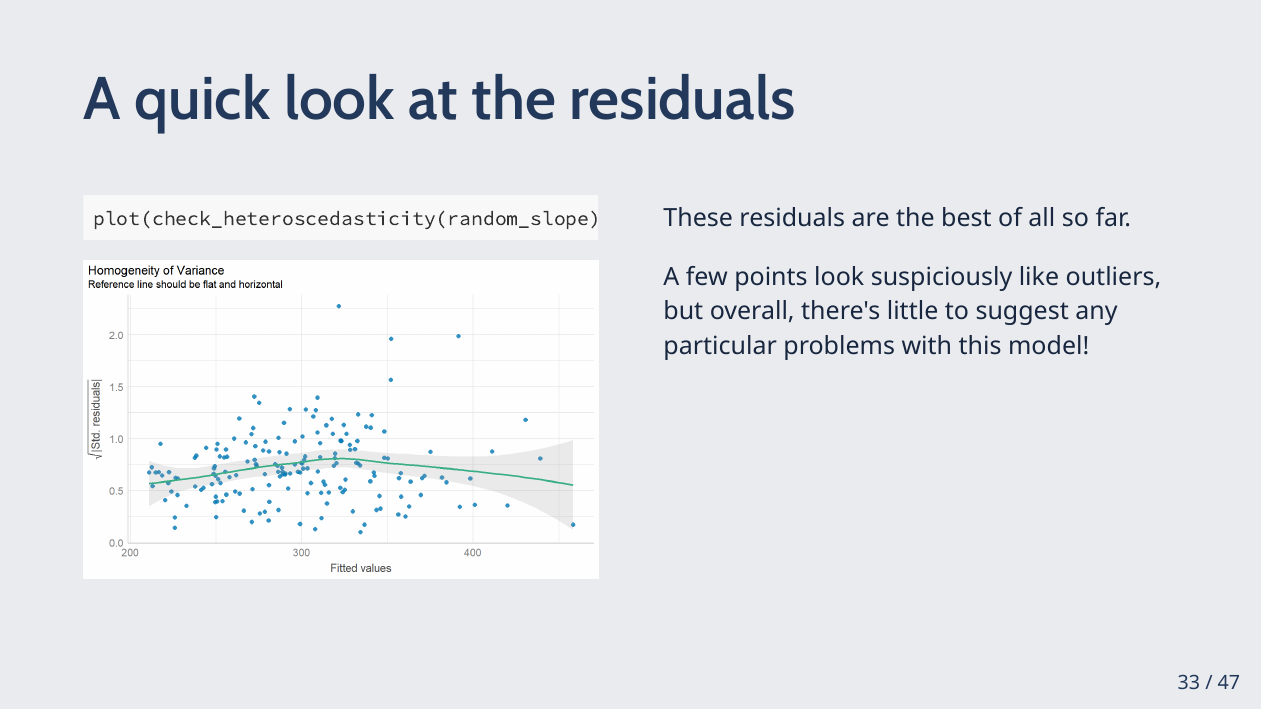 A quick look at the residuals
plot(check_heteroscedasticity(random_slope)
These residuals are the best of all so far.
A few points look suspiciously like outliers,
but overall, there's little to suggest any
particular problems with this model!
Homogeneity of Variance
Reference line should be flat and horizontal
2.0
1.5
1.0
0.5
0.0
√|Std. residuals|
200
300
400
Fitted values
33 / 47